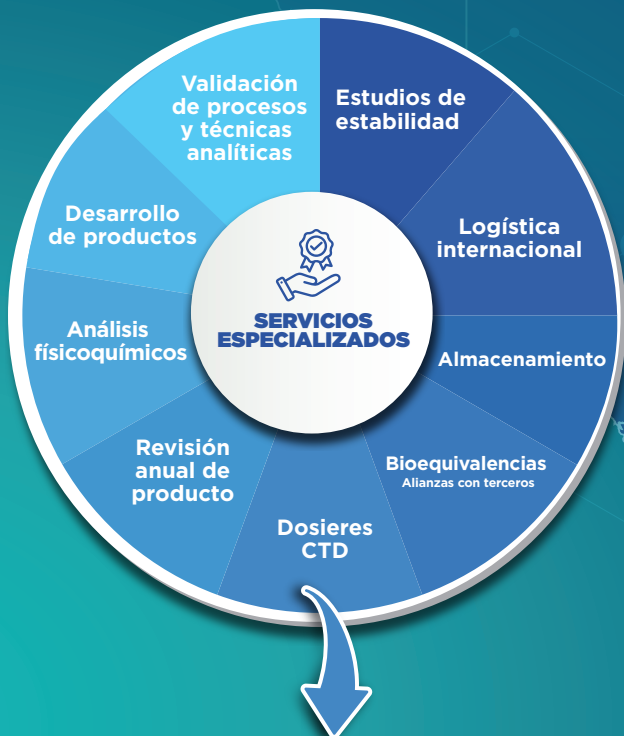 SERVICIOS
ESPECIALIZADOS
Estudios de
estabilidad
Logística
internacional
Almacenamiento
Bioequivalencias
Alianzas con terceros
Dosieres
CTD
Revisión
anual de
producto
Análisis
físicoquímicos
Desarrollo
de productos
Validación
de procesos
y técnicas
analíticas